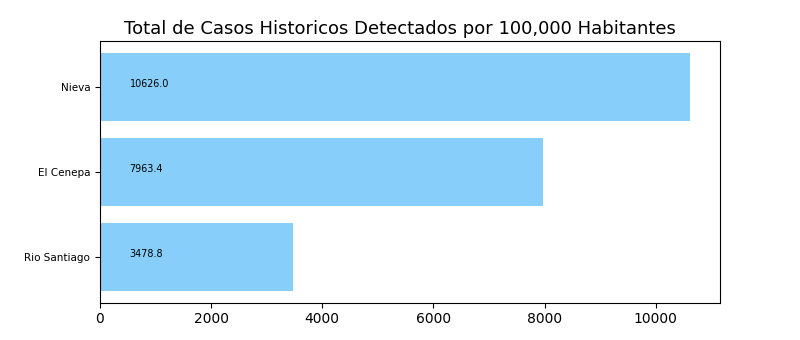 Total de Casos Historicos Detectados por 100,000 Habitantes
Nieva
10626.0
El Cenepa
7963.4
Rio Santiago
3478.8
0 2000 4000 6000 8000 10000